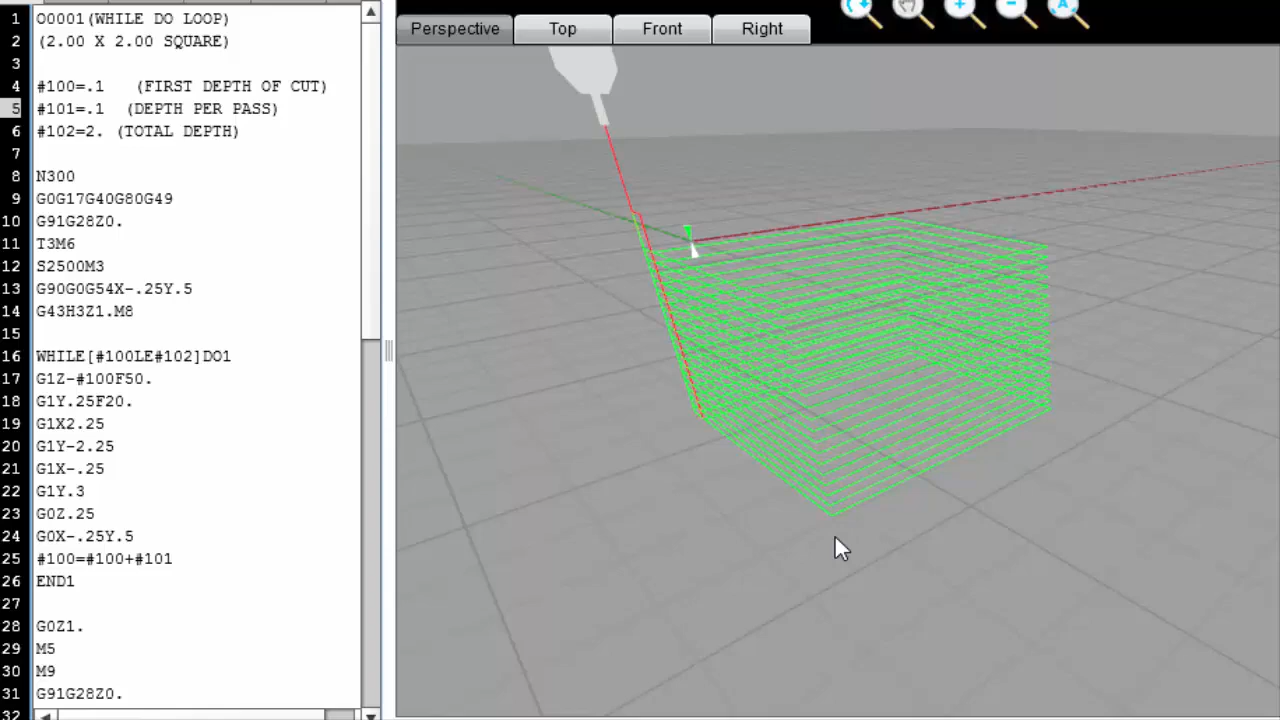 Perspective Top Front Right
1 O0001(WHILE DO LOOP)
2 (2.00 X 2.00 SQUARE)
3
4 #100=.1 (FIRST DEPTH OF CUT)
5 #101=.1 (DEPTH PER PASS)
6 #102=2. (TOTAL DEPTH)
7
8 N300
9 G0G17G40G80G49
10 G91G28Z0.
11 T3M6
12 S2500M3
13 G90G0G54X-.25Y.5
14 G43H3Z1.M8
15
16 WHILE[#100LE#102]DO1
17 G1Z-#100F50.
18 G1Y.25F20.
19 G1X2.25
20 G1Y-2.25
21 G1X-.25
22 G1Y.3
23 G0Z.25
24 G0X-.25Y.5
25 #100=#100+#101
26 END1
27
28 G0Z1.
29 M5
30 M9
31 G91G28Z0.
32